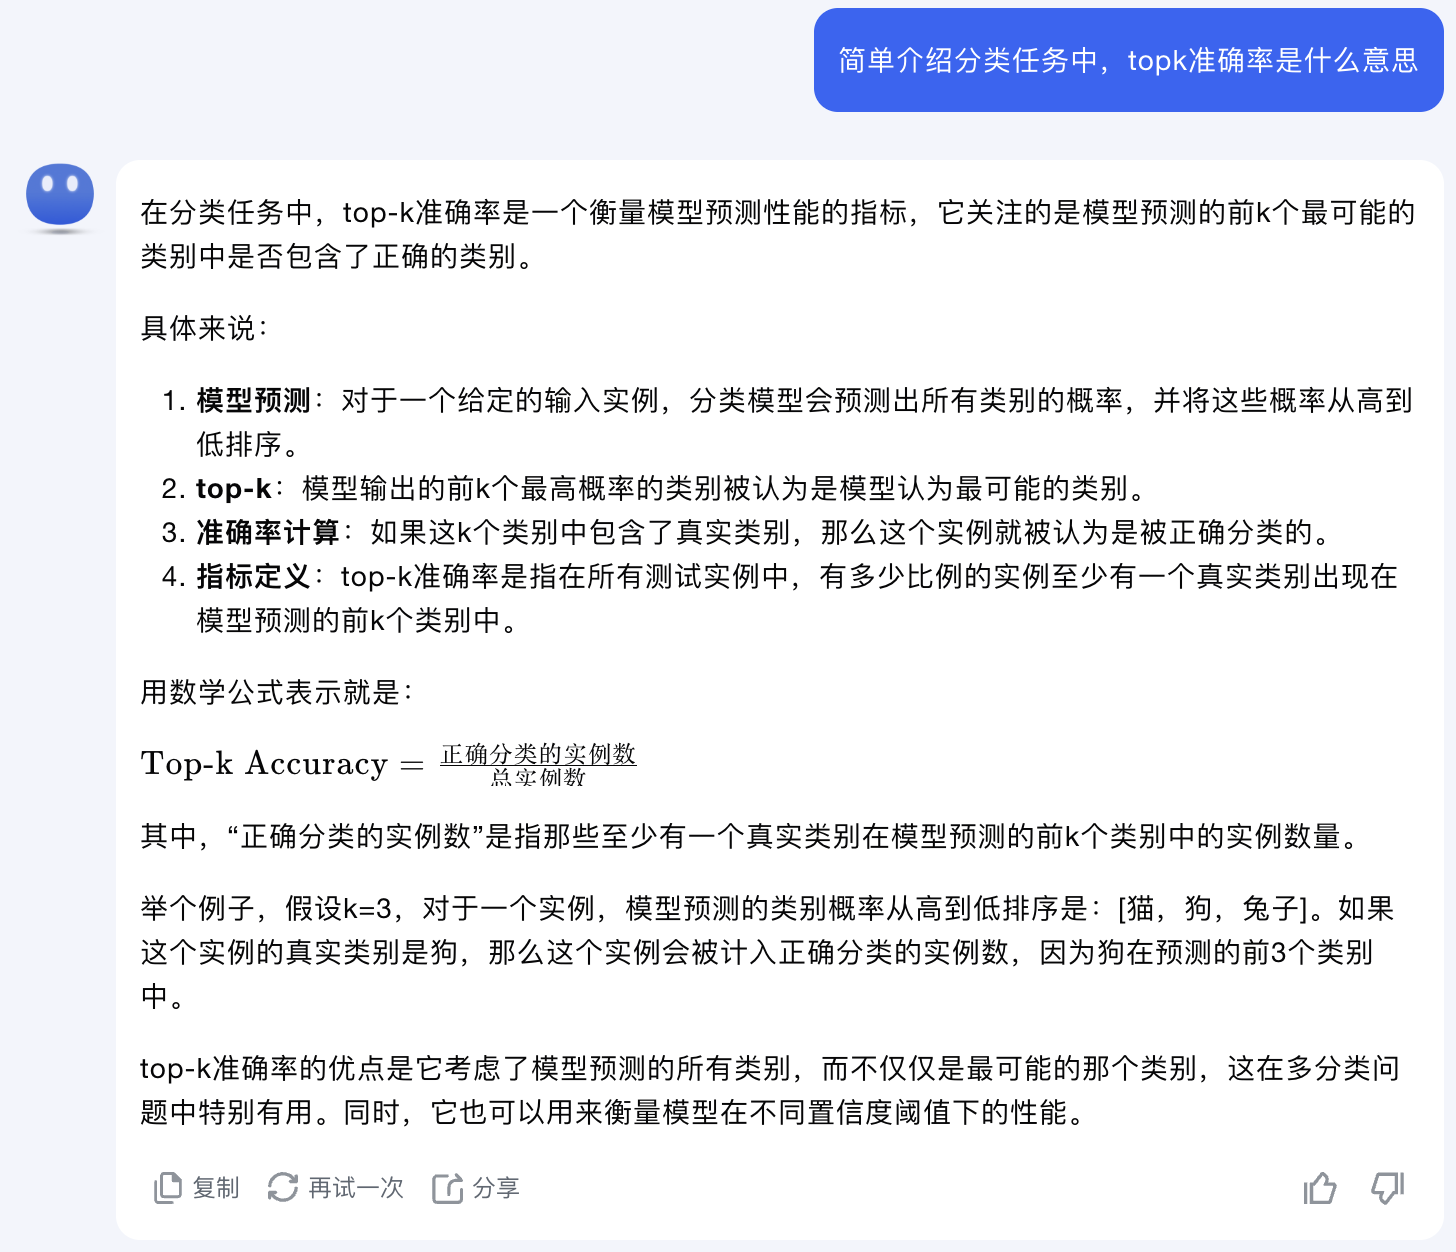 简单介绍分类任务中，topk准确率是什么意思
在分类任务中，top-k准确率是一个衡量模型预测性能的指标，它关注的是模型预测的前k个最可能的
类别中是否包含了正确的类别。
具体来说：
1. 模型预测：对于一个给定的输入实例，分类模型会预测出所有类别的概率，并将这些概率从高到
低排序。
2. top-k：模型输出的前k个最高概率的类别被认为是模型认为最可能的类别。
3. 准确率计算：如果这k个类别中包含了真实类别，那么这个实例就被认为是被正确分类的。
4. 指标定义：top-k准确率是指在所有测试实例中，有多少比例的实例至少有一个真实类别出现在
模型预测的前k个类别中。
用数学公式表示就是：
Top-k Accuracy = 正确分类的实例数
总实例数
其中，“正确分类的实例数”是指那些至少有一个真实类别在模型预测的前k个类别中的实例数量。
举个例子，假设k=3，对于一个实例，模型预测的类别概率从高到低排序是：[猫，狗，兔子]。如果
这个实例的真实类别是狗，那么这个实例会被计入正确分类的实例数，因为狗在预测的前3个类别
中。
top-k准确率的优点是它考虑了模型预测的所有类别，而不仅仅是最可能的那个类别，这在多分类问
题中特别有用。同时，它也可以用来衡量模型在不同置信度阈值下的性能。
复制 再试一次 分享